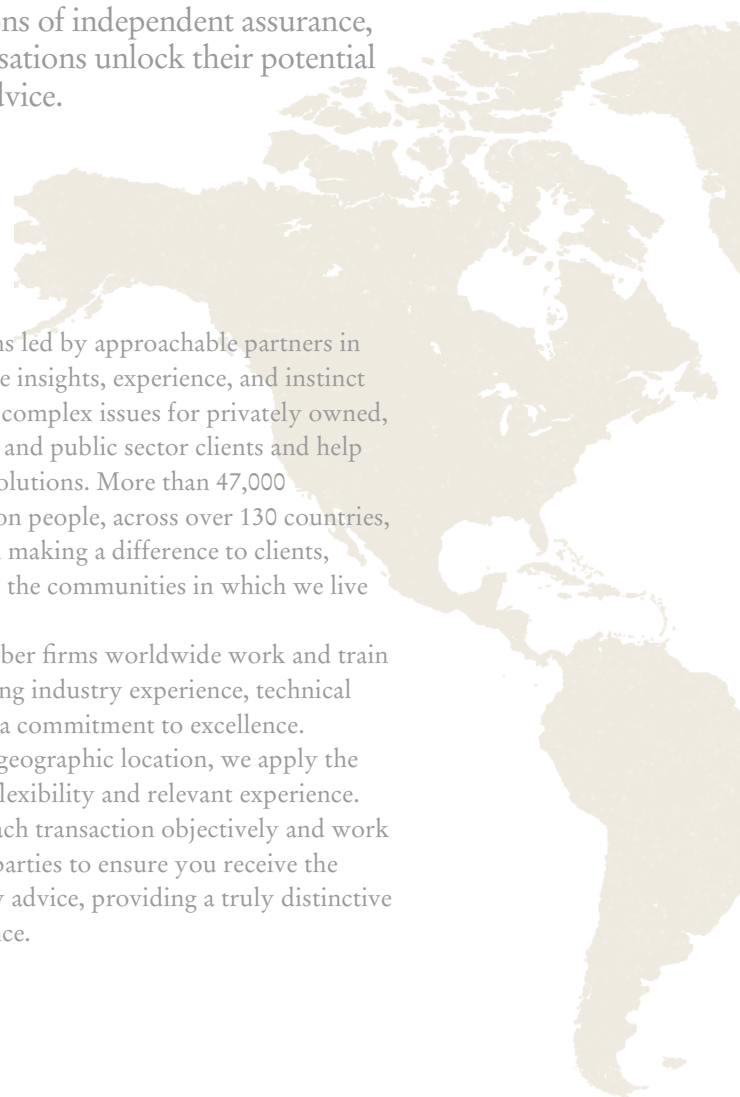 ns of independent assurance,
sations unlock their potential
vice.
s led by approachable partners in
e insights, experience, and instinct
complex issues for privately owned,
and public sector clients and help
olutions. More than 47,000
on people, across over 130 countries,
making a difference to clients,
the communities in which we live
ber firms worldwide work and train
ng industry experience, technical
a commitment to excellence.
geographic location, we apply the
lexibility and relevant experience.
ach transaction objectively and work
parties to ensure you receive the
y advice, providing a truly distinctive
ce.